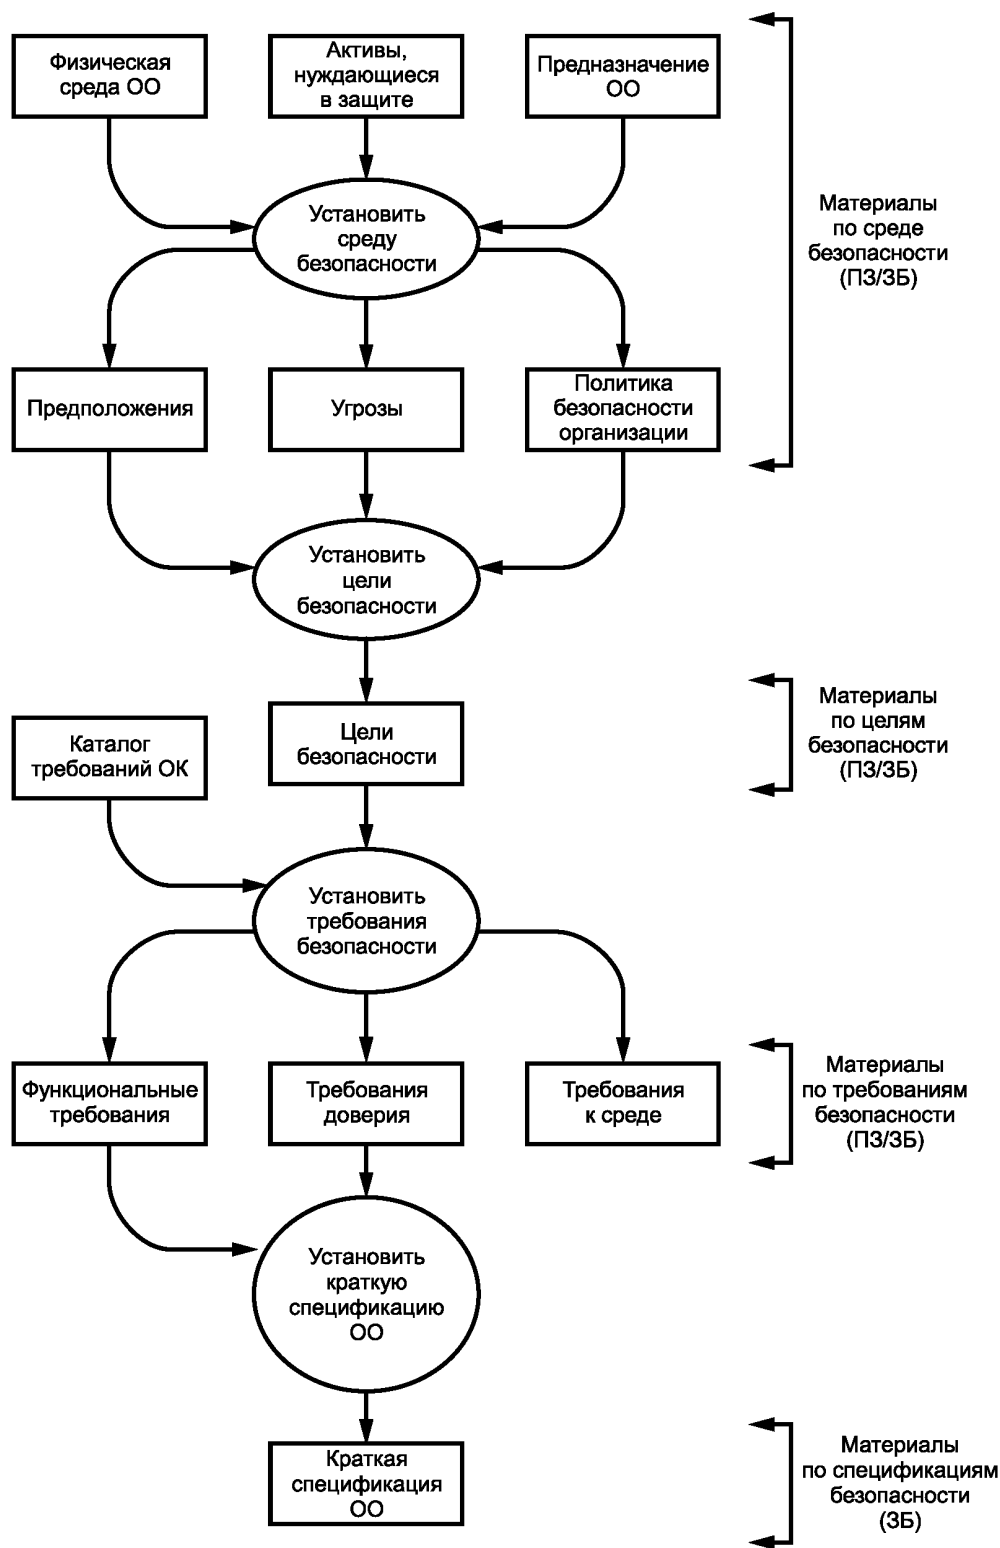 Физическая
среда ОО
Активы,
нуждающиеся
в защите
Предназначение
ОО
Установить
среду
безопасности
Материалы
по среде
безопасности
(ПЗ/ЗБ)
Предположения
Угрозы
Политика
безопасности
организации
Установить
цели
безопасности
Каталог
требований ОК
Цели
безопасности
Материалы
по целям
безопасности
(ПЗ/ЗБ)
Установить
требования
безопасности
Функциональные
требования
Требования
доверия
Требования
к среде
Материалы
по требованиям
безопасности
(ПЗ/ЗБ)
Установить
краткую
спецификацию
ОО
Краткая
спецификация
ОО
Материалы
по спецификациям
безопасности
(ЗБ)